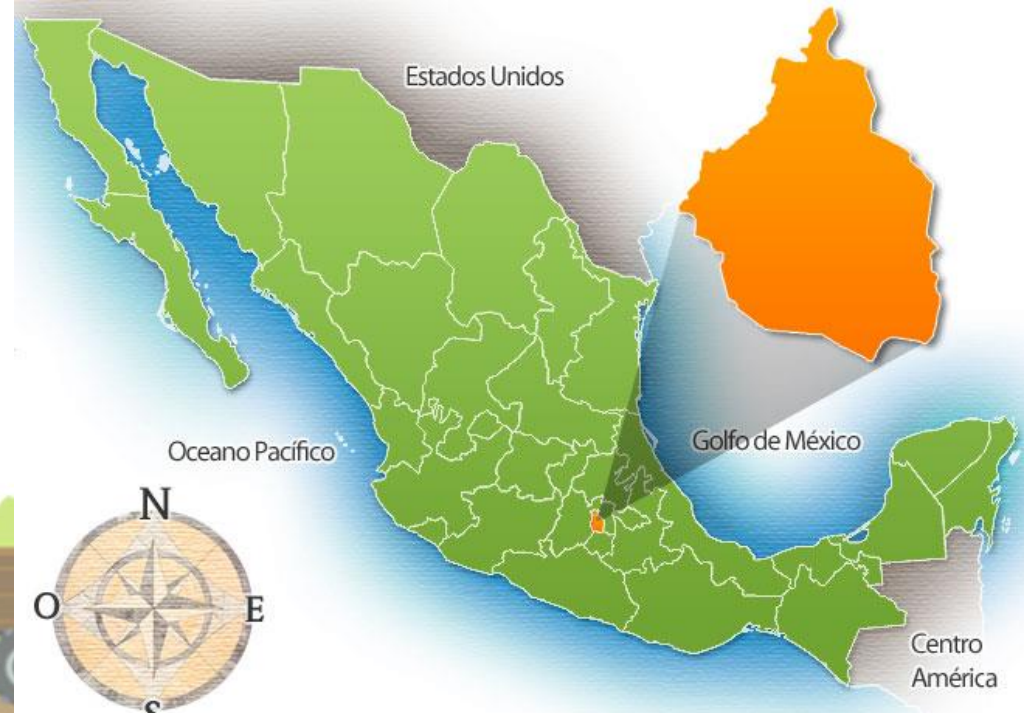 Estados Unidos
Golfo de México
Oceano Pacífico
N
O
E
S
Centro
América